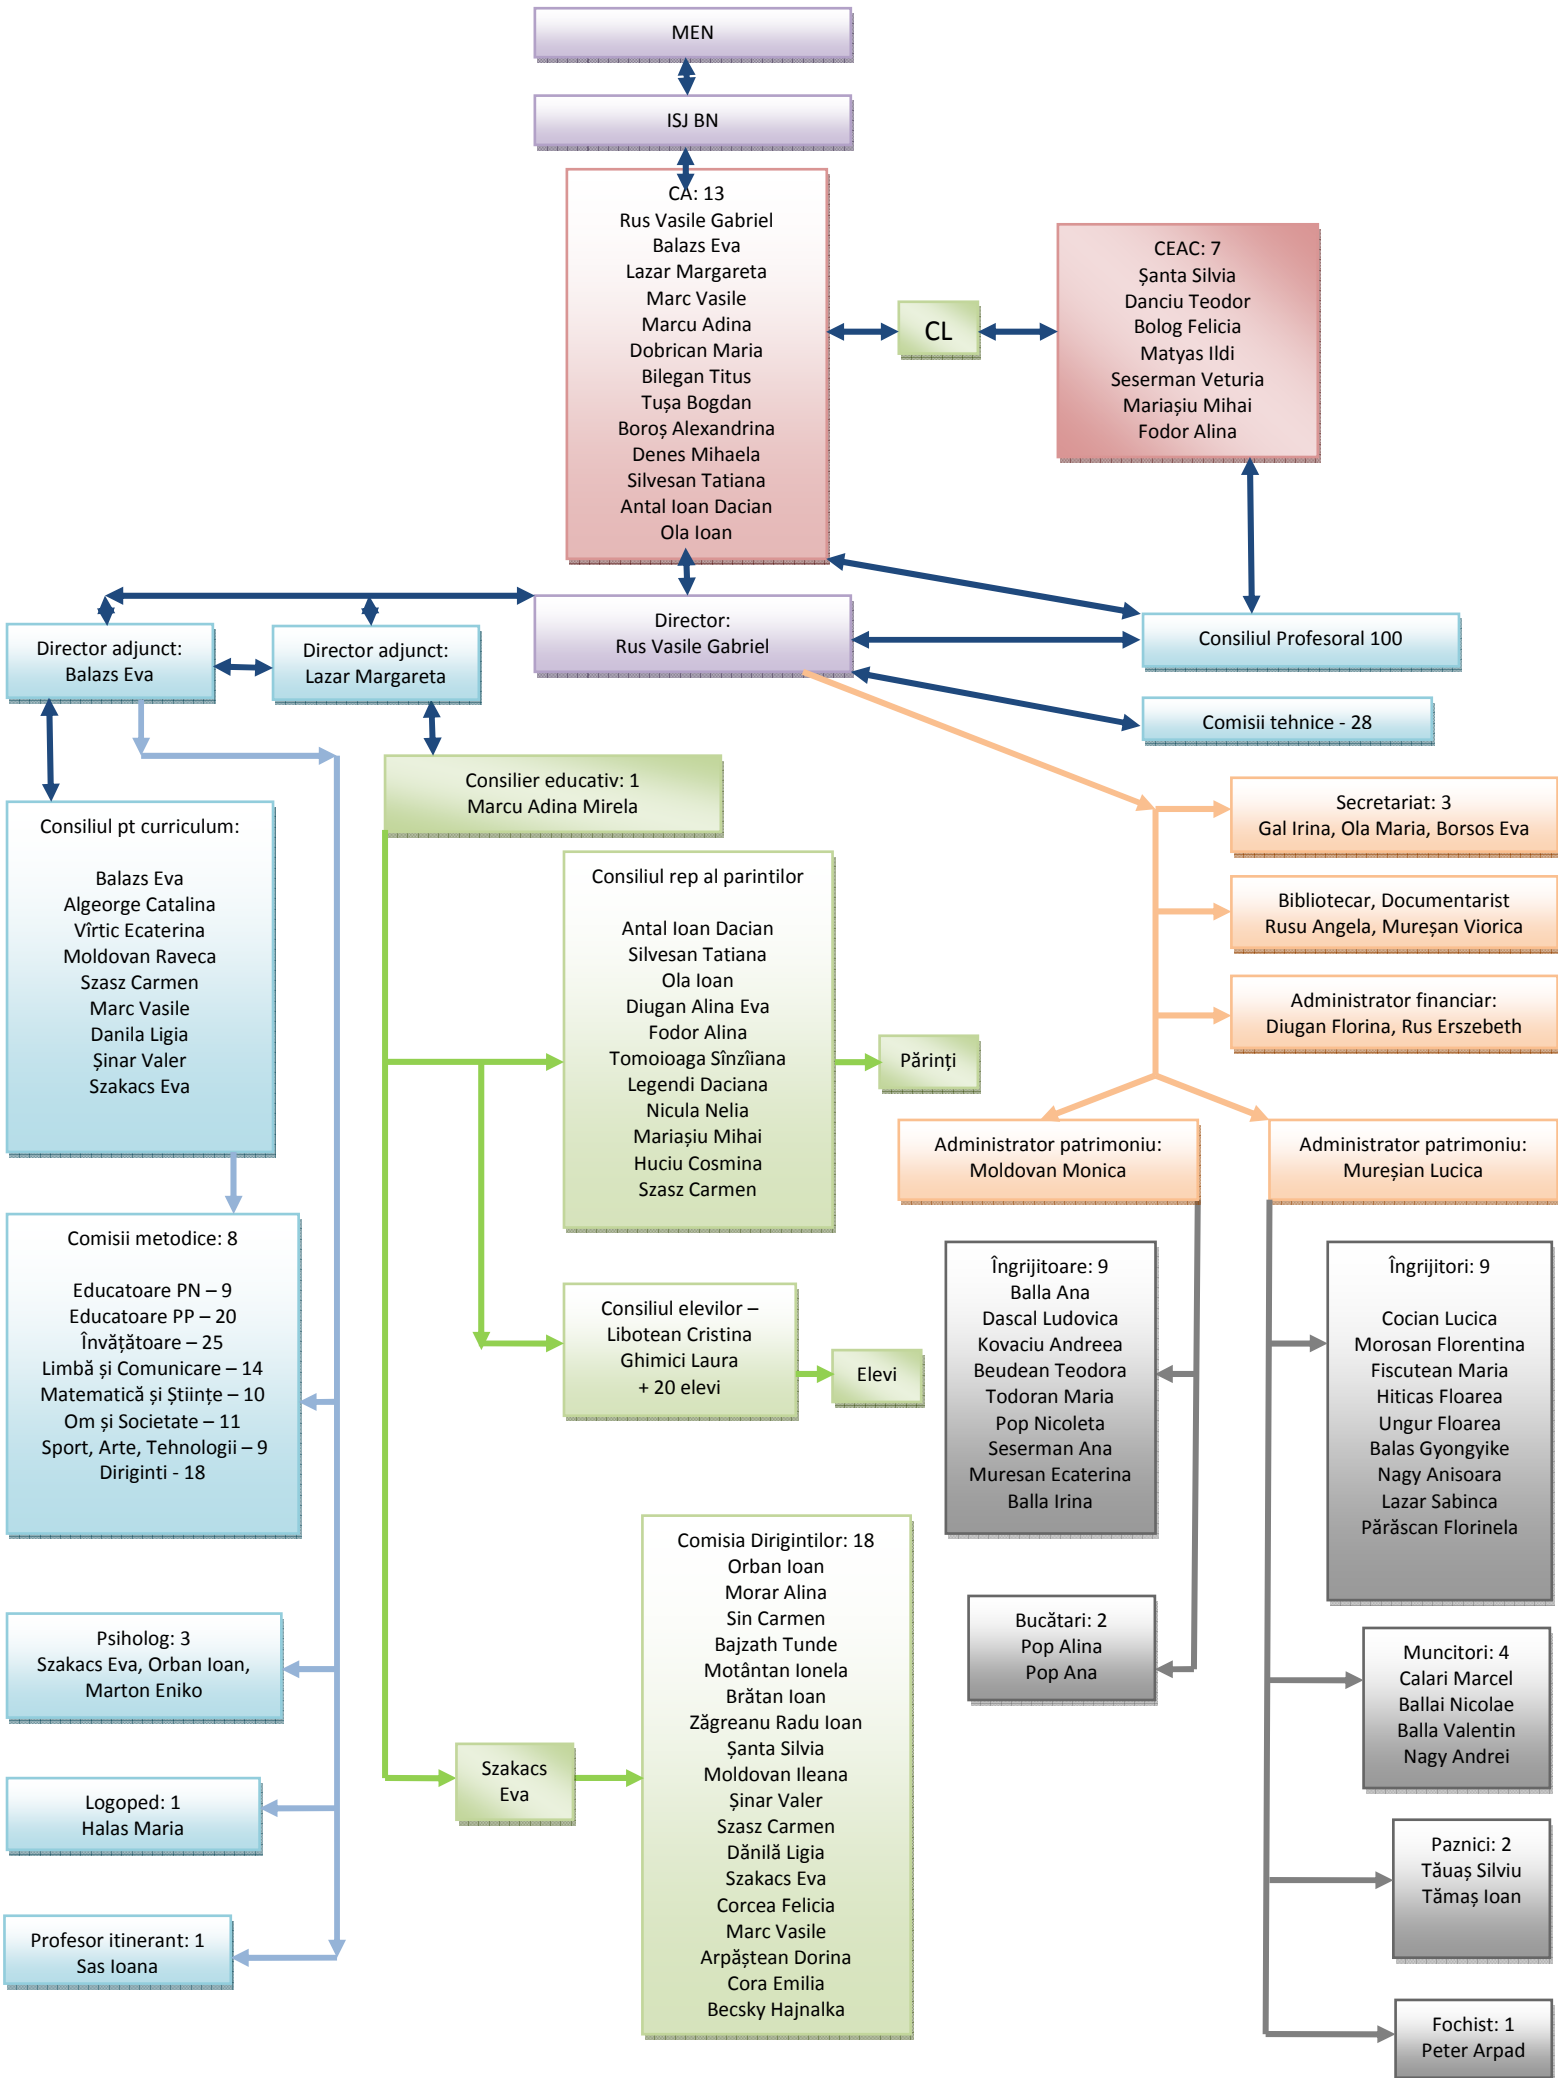 MEN
ISJ BN
CA: 13
Rus Vasile Gabriel
Balazs Eva
Lazar Margareta
Marc Vasile
Marcu Adina
Dobrican Maria
Bilegan Titus
Tușa Bogdan
Boroș Alexandrina
Denes Mihaela
Silvesan Tatiana
Antal Ioan Dacian
Ola Ioan
CL
CEAC: 7
Șanta Silvia
Danciu Teodor
Bolog Felicia
Matyas Ildi
Seserman Veturia
Mariașiu Mihai
Fodor Alina
Director adjunct:
Balazs Eva
Director adjunct:
Lazar Margareta
Director:
Rus Vasile Gabriel
Consiliul Profesoral 100
Comisii tehnice - 28
Consilier educativ: 1
Marcu Adina Mirela
Secretariat: 3
Gal Irina, Ola Maria, Borsos Eva
Bibliotecar, Documentarist
Rusu Angela, Mureșan Viorica
Administrator financiar:
Diugan Florina, Rus Erszebeth
Consiliul pt curriculum:
Balazs Eva
Algeorge Catalina
Vîrtic Ecaterina
Moldovan Raveca
Szasz Carmen
Marc Vasile
Danila Ligia
Șinar Valer
Szakacs Eva
Consiliul rep al parintilor
Antal Ioan Dacian
Silvesan Tatiana
Ola Ioan
Diugan Alina Eva
Fodor Alina
Tomoioaga Sînzîiana
Legendi Daciana
Nicula Nelia
Mariașiu Mihai
Huciu Cosmina
Szasz Carmen
Părinți
Administrator patrimoniu:
Moldovan Monica
Administrator patrimoniu:
Mureșian Lucica
Comisii metodice: 8
Educatoare PN – 9
Educatoare PP – 20
Învățătoare – 25
Limbă și Comunicare – 14
Matematică și Științe – 10
Om și Societate – 11
Sport, Arte, Tehnologii – 9
Diriginti - 18
Consiliul elevilor –
Libotean Cristina
Ghimici Laura
+ 20 elevi
Elevi
Îngrijitoare: 9
Balla Ana
Dascal Ludovica
Kovaciu Andreea
Beudean Teodora
Todoran Maria
Pop Nicoleta
Seserman Ana
Muresan Ecaterina
Balla Irina
Îngrijitori: 9
Cocian Lucica
Morosan Florentina
Fiscutean Maria
Hiticas Floarea
Ungur Floarea
Balas Gyongyike
Nagy Anisoara
Lazar Sabinca
Părăscan Florinela
Psiholog: 3
Szakacs Eva, Orban Ioan,
Marton Eniko
Logoped: 1
Halas Maria
Profesor itinerant: 1
Sas Ioana
Szakacs
Eva
Comisia Dirigintilor: 18
Orban Ioan
Morar Alina
Sin Carmen
Bajzath Tunde
Motântan Ionela
Brătan Ioan
Zăgreanu Radu Ioan
Șanta Silvia
Moldovan Ileana
Șinar Valer
Szasz Carmen
Dănilă Ligia
Szakacs Eva
Corcea Felicia
Marc Vasile
Arpăștean Dorina
Cora Emilia
Becsky Hajnalka
Bucătari: 2
Pop Alina
Pop Ana
Muncitori: 4
Calari Marcel
Ballai Nicolae
Balla Valentin
Nagy Andrei
Paznici: 2
Tăuaș Silviu
Tămaș Ioan
Fochist: 1
Peter Arpad